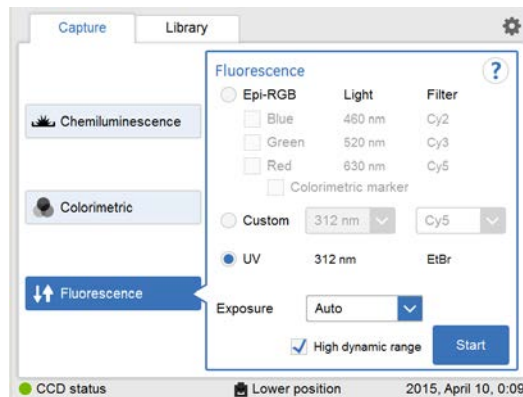 Capture Library
Fluorescence ?
Epi-RGB Light Filter
Blue 460 nm Cy2
Green 520 nm Cy3
Red 630 nm Cy5
Colorimetric marker
Custom 312 nm Cy5
UV 312 nm EtBr
Exposure Auto
High dynamic range Start
Chemiluminescence
Colorimetric
Fluorescence
CCD status Lower position 2015, April 10, 0:09